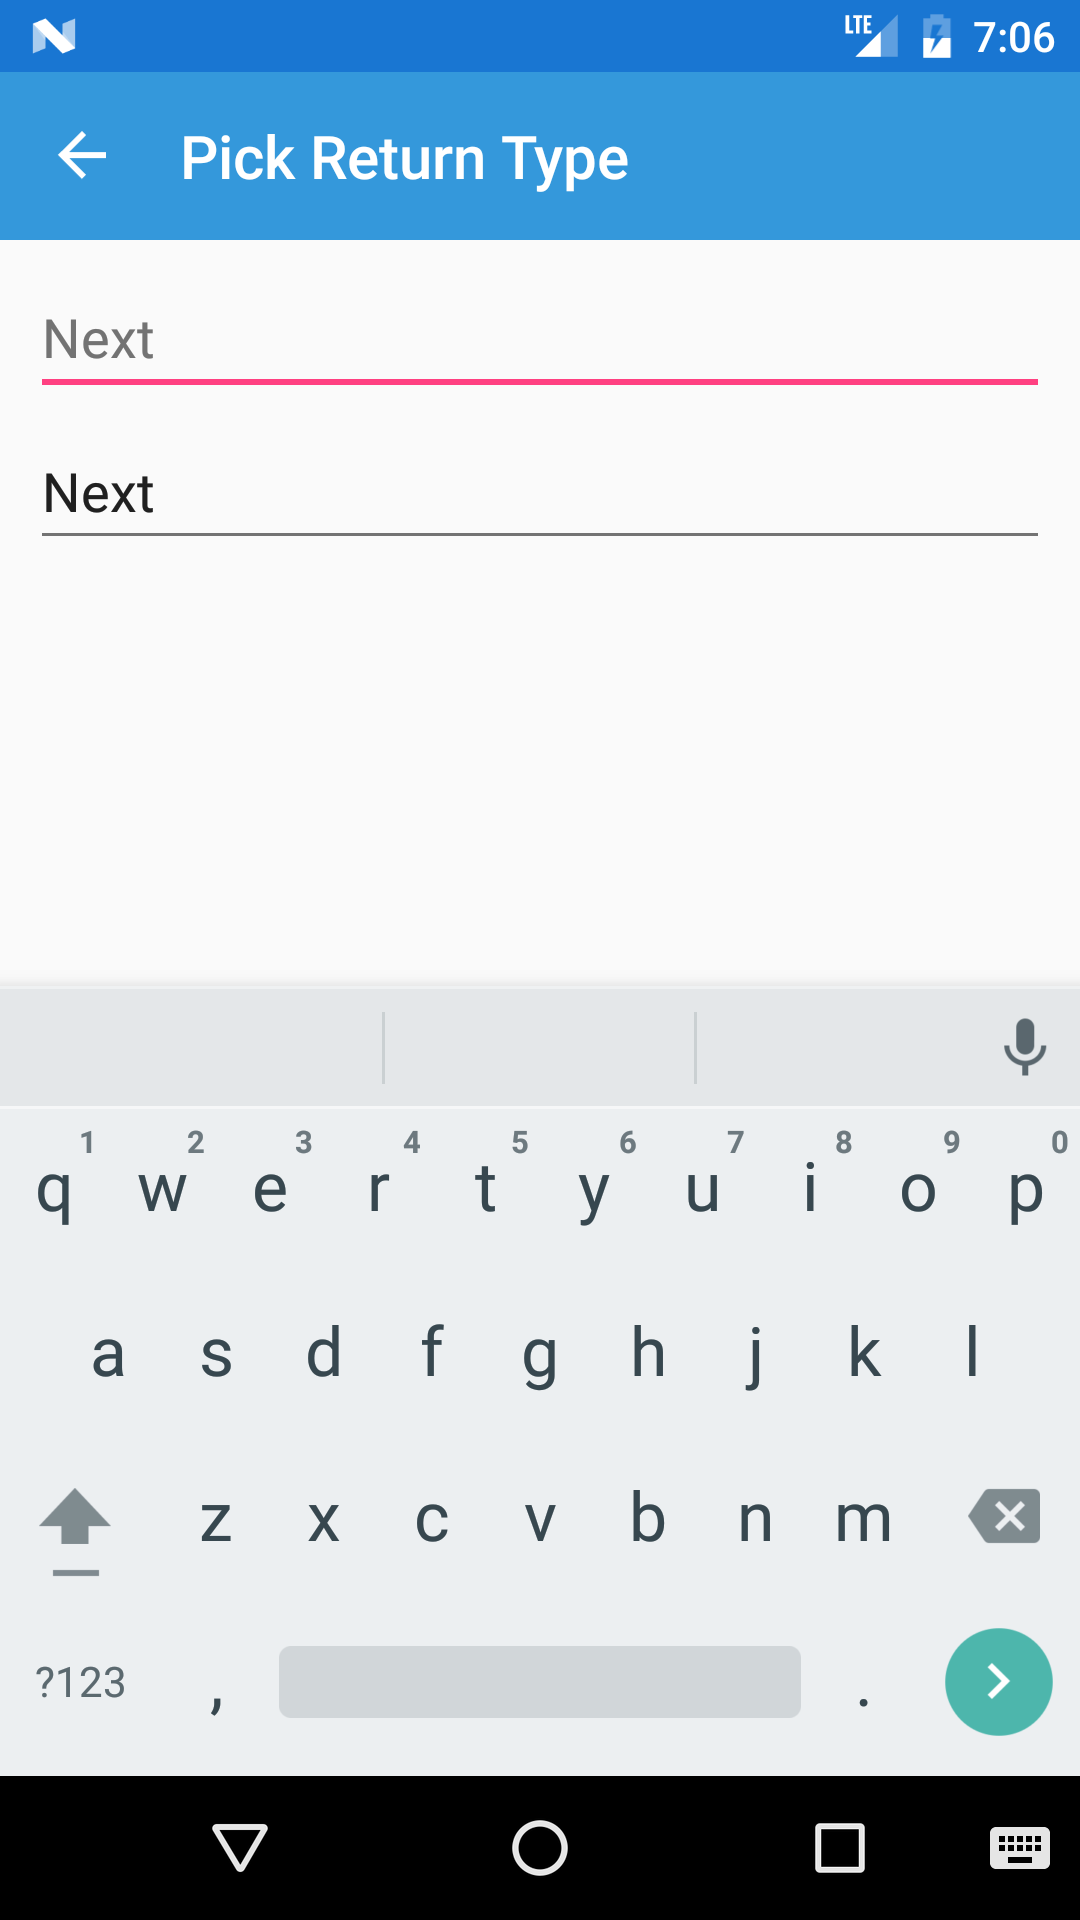 LTE 7:06
Pick Return Type
Next
Next
1 2 3 4 5 6 7 8 9 0
q w e r t y u i o p
a s d f g h j k l
z x c v b n m
?123 , .